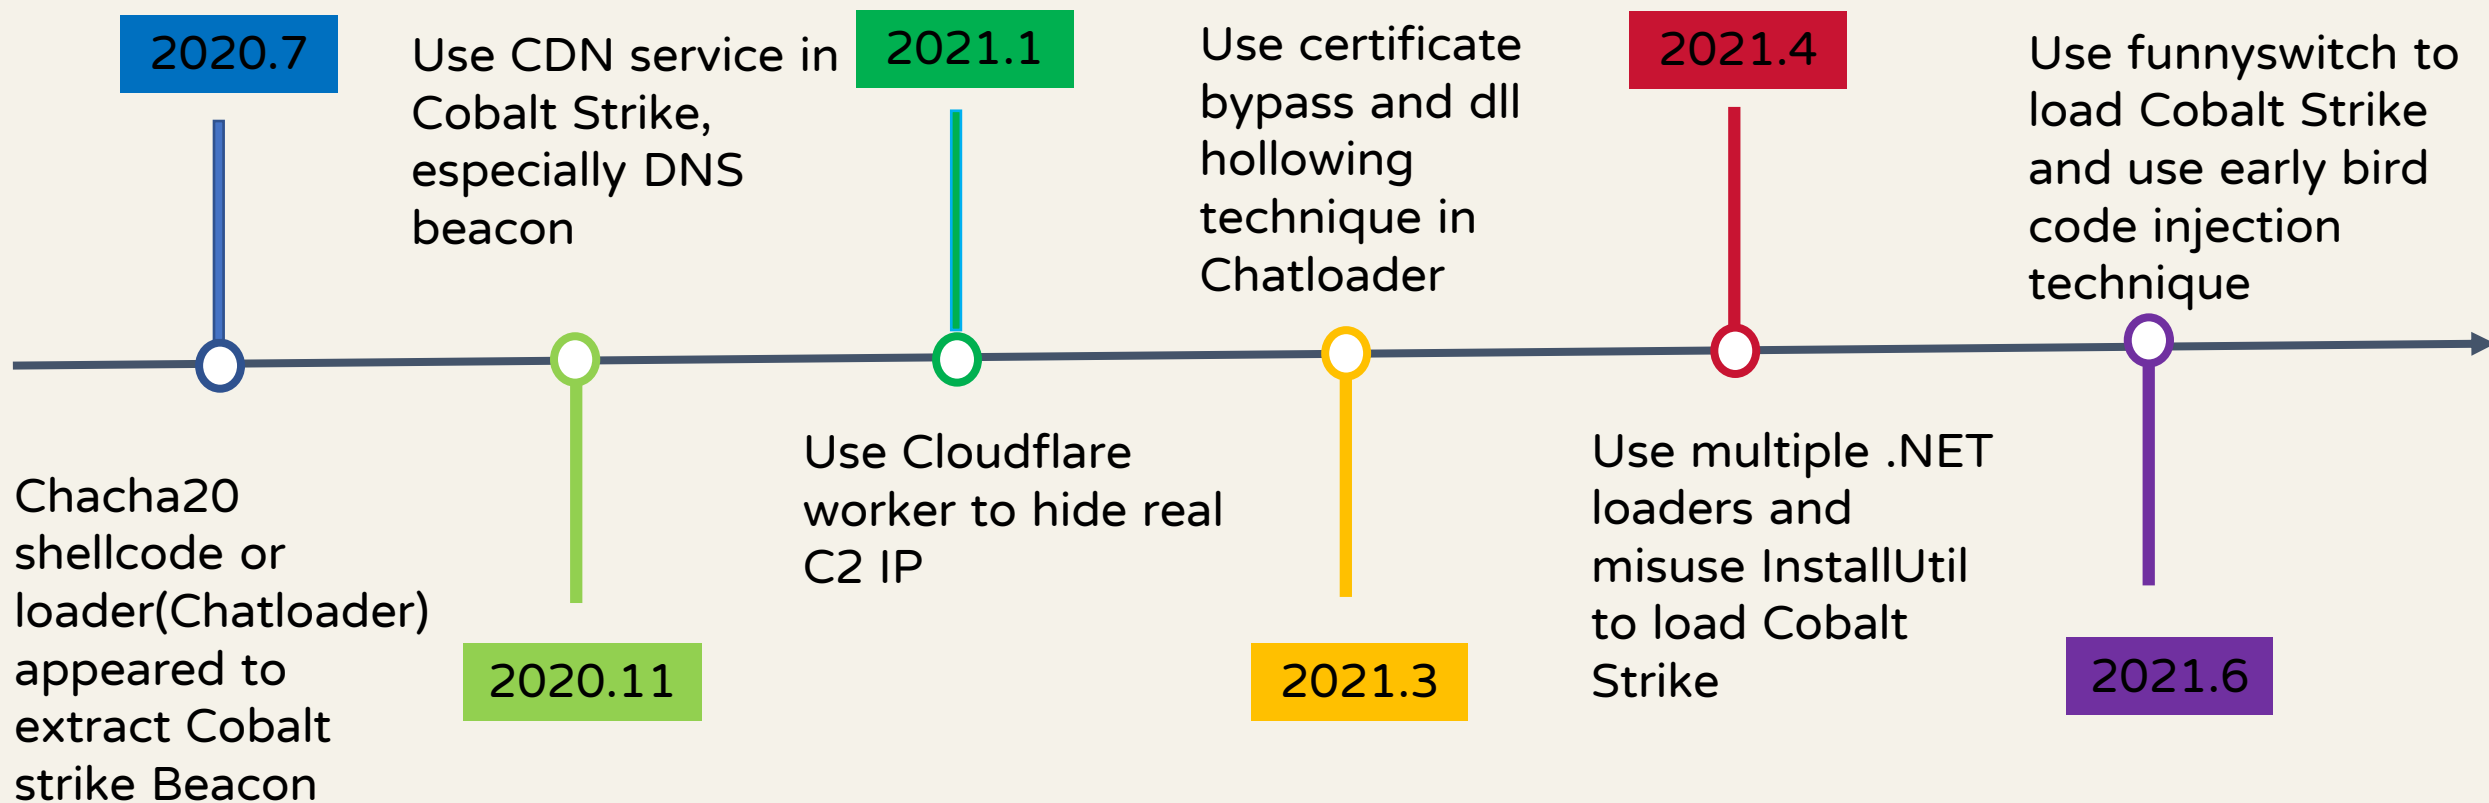 2020.7
Chacha20
shellcode or
loader(Chatloader)
appeared to
extract Cobalt
strike Beacon
Use CDN service in
Cobalt Strike,
especially DNS
beacon
2020.11
2021.1
Use Cloudflare
worker to hide real
C2 IP
Use certificate
bypass and dll
hollowing
technique in
Chatloader
2021.3
2021.4
Use multiple .NET
loaders and
misuse InstallUtil
to load Cobalt
Strike
Use funnyswitch to
load Cobalt Strike
and use early bird
code injection
technique
2021.6